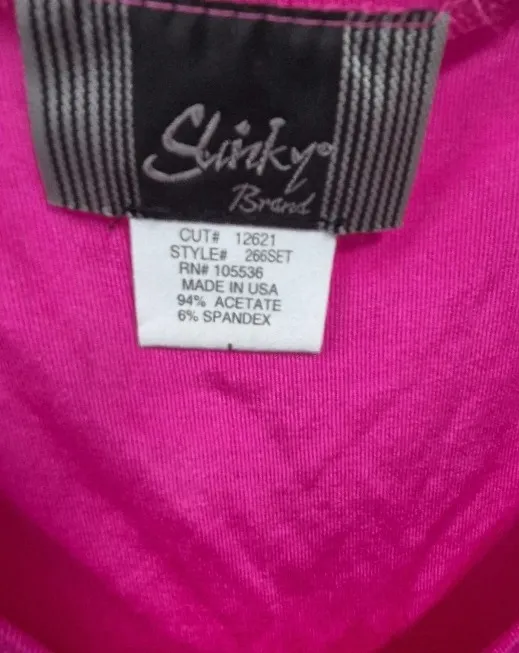 Slinky®
Brand
CUT# 12621
STYLE# 266SET
RN# 105536
MADE IN USA
94% ACETATE
6% SPANDEX